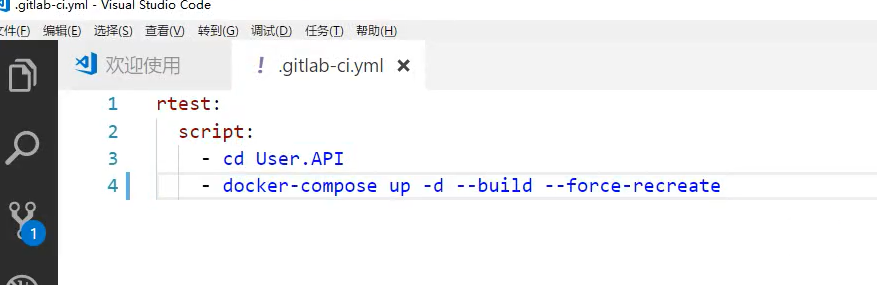 .gitlab-ci.yml - Visual Studio Code
文件(F) 编辑(E) 选择(S) 查看(V) 转到(G) 调试(D) 任务(T) 帮助(H)
欢迎使用 ! .gitlab-ci.yml ×
1 rtest:
2 script:
3 - cd User.API
4 - docker-compose up -d --build --force-recreate
1